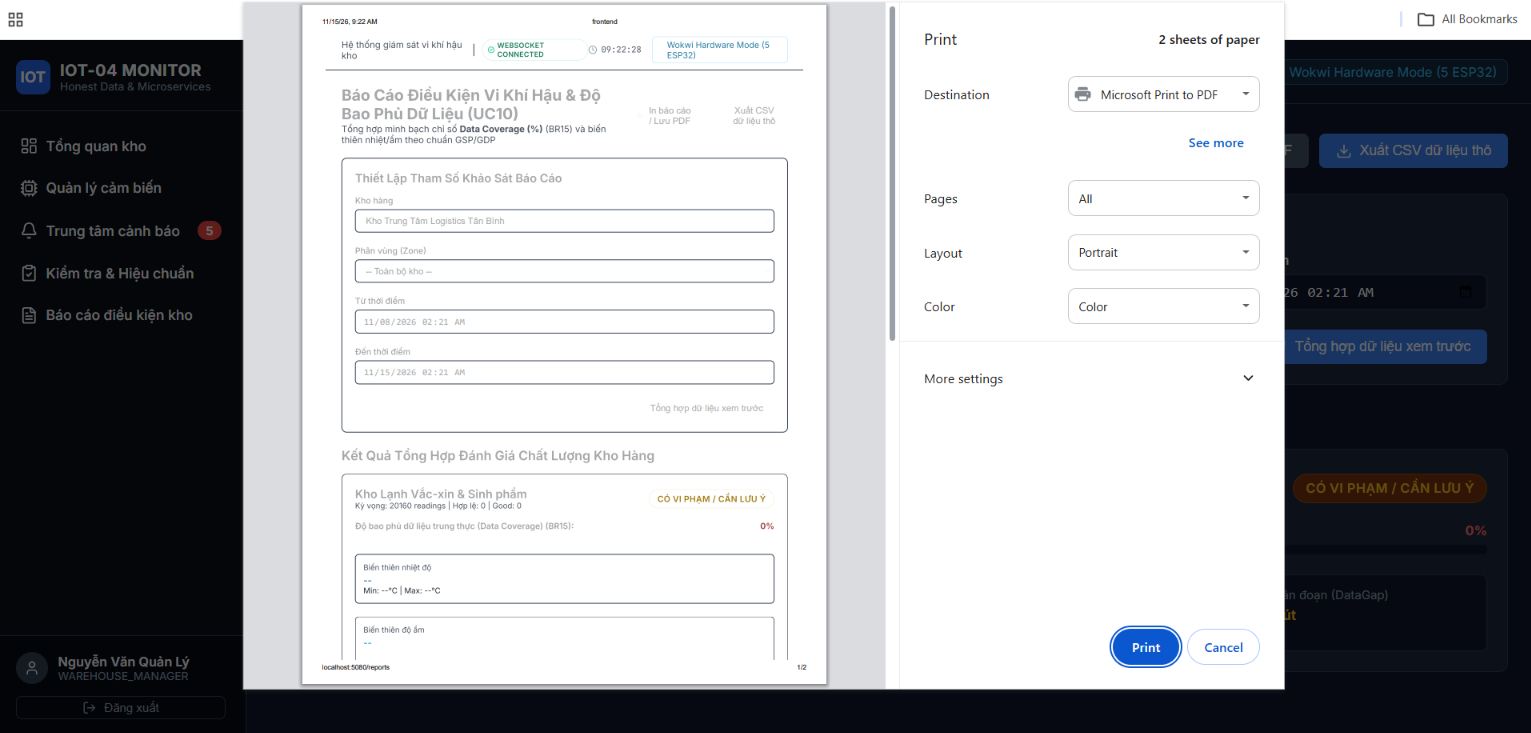 All Bookmarks
IOT
IOT-04 MONITOR
Honest Data & Microservices
Tổng quan kho
Quản lý cảm biến
Trung tâm cảnh báo
5
Kiểm tra & Hiệu chuẩn
Báo cáo điều kiện kho
Nguyễn Văn Quản Lý
WAREHOUSE_MANAGER
Đăng xuất
11/15/26, 9:22 AM
frontend
Hệ thống giám sát vi khí hậu
kho
|
WEBSOCKET
CONNECTED
09:22:28
Wokwi Hardware Mode (5
ESP32)
Báo Cáo Điều Kiện Vi Khí Hậu & Độ
Bao Phủ Dữ Liệu (UC10)
Tổng hợp minh bạch chỉ số Data Coverage (%) (BR15) và biến
thiên nhiệt/ẩm theo chuẩn GSP/GDP
In báo cáo
/ Lưu PDF
Xuất CSV
dữ liệu thô
Thiết Lập Tham Số Khảo Sát Báo Cáo
Kho hàng
Kho Trung Tâm Logistics Tân Bình
Phân vùng (Zone)
-- Toàn bộ kho --
Từ thời điểm
11/08/2026 02:21 AM
Đến thời điểm
11/15/2026 02:21 AM
Tổng hợp dữ liệu xem trước
Kết Quả Tổng Hợp Đánh Giá Chất Lượng Kho Hàng
Kho Lạnh Vắc-xin & Sinh phẩm
Kỳ vọng: 20160 readings | Hợp lệ: 0 | Good: 0
CÓ VI PHẠM / CẦN LƯU Ý
Độ bao phủ dữ liệu trung thực (Data Coverage) (BR15):
0%
Biến thiên nhiệt độ
--
Min: --°C | Max: --°C
Biến thiên độ ẩm
--
localhost:5080/reports
1/2
Print
2 sheets of paper
Destination
Microsoft Print to PDF
See more
Pages
All
Layout
Portrait
Color
Color
More settings
Print
Cancel
Wokwi Hardware Mode (5 ESP32)
F
Xuất CSV dữ liệu thô
m
26 02:21 AM
Tổng hợp dữ liệu xem trước
CÓ VI PHẠM / CẦN LƯU Ý
0%
n đoạn (DataGap)
út